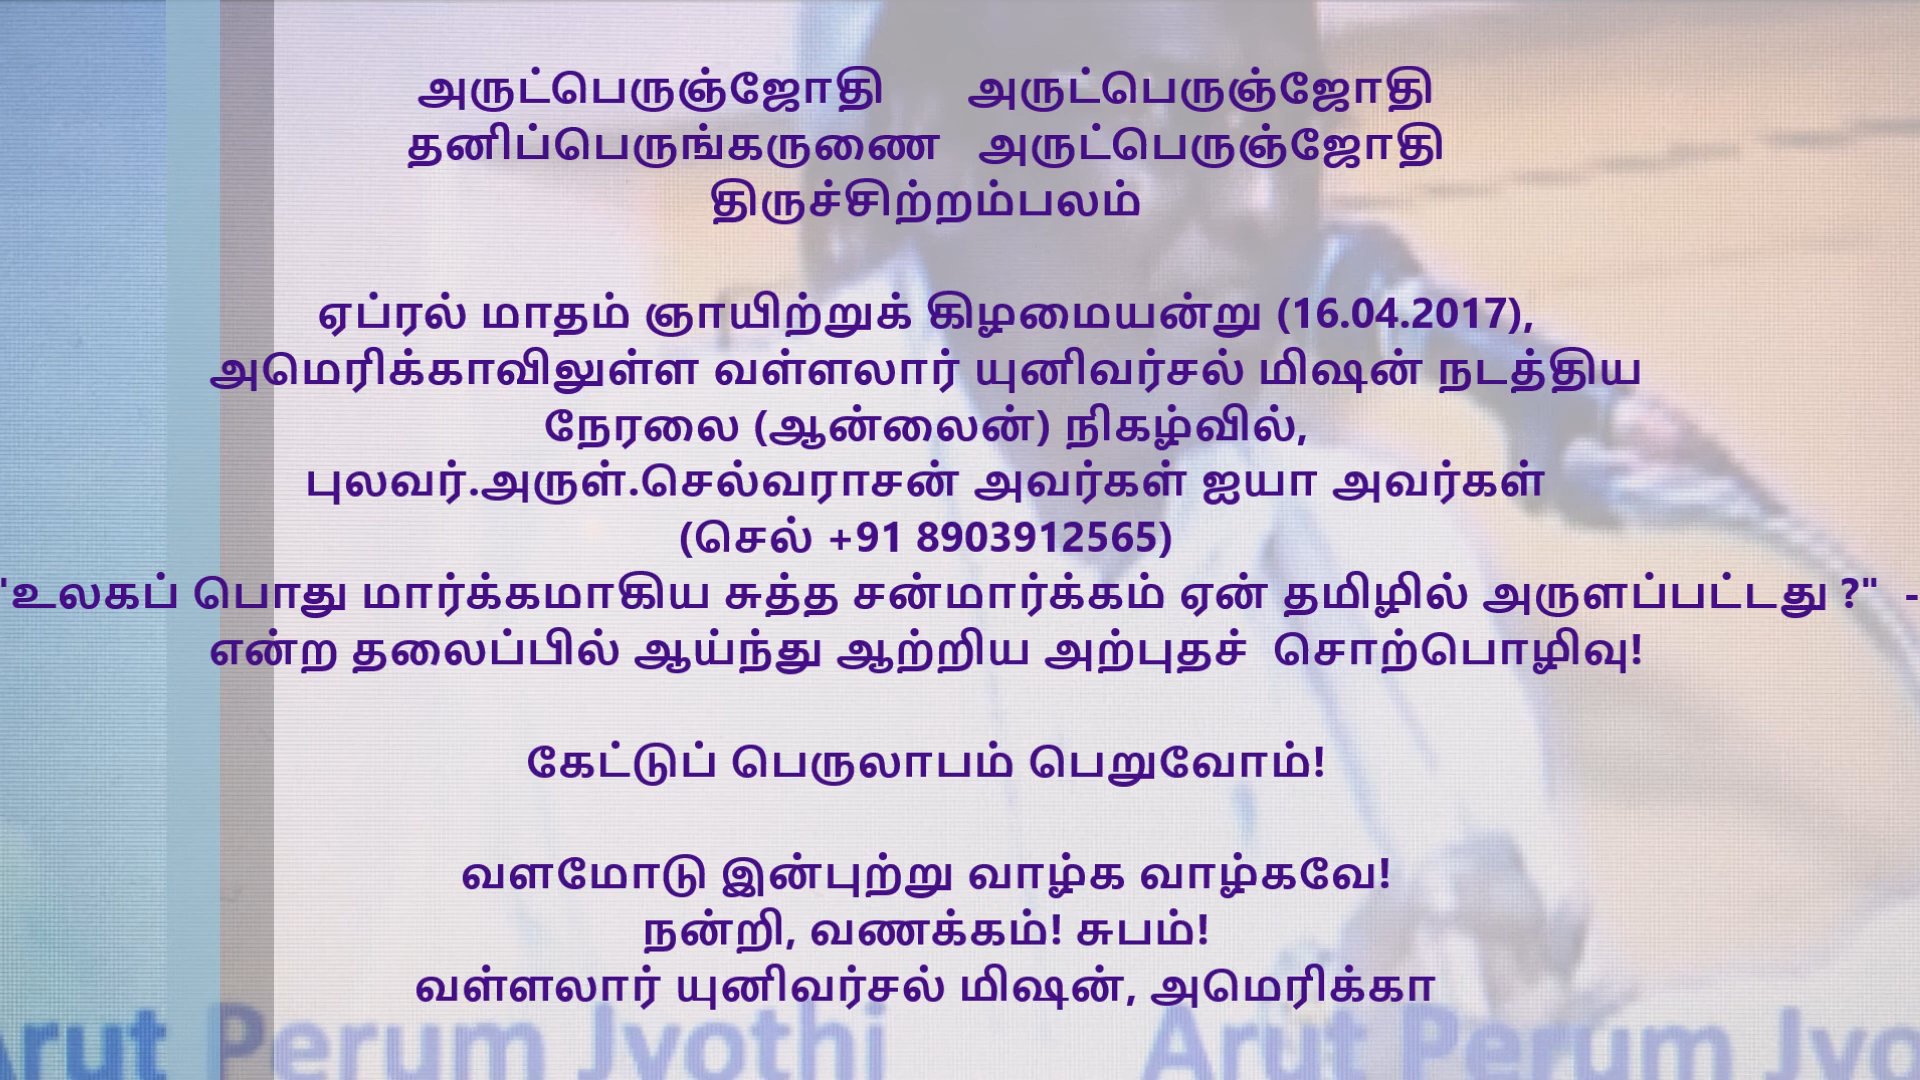 அருட்பெருஞ்ஜோதி அருட்பெருஞ்ஜோதி
தனிப்பெருங்கருணை அருட்பெருஞ்ஜோதி
திருச்சிற்றம்பலம்
ஏப்ரல் மாதம் ஞாயிற்றுக் கிழமையன்று (16.04.2017),
அமெரிக்காவிலுள்ள வள்ளலார் யுனிவர்சல் மிஷன் நடத்திய
நேரலை (ஆன்லைன்) நிகழ்வில்,
புலவர்.அருள்.செல்வராசன் அவர்கள் ஐயா அவர்கள்
(செல் +91 8903912565)
"உலகப் பொது மார்க்கமாகிய சுத்த சன்மார்க்கம் ஏன் தமிழில் அருளப்பட்டது ?" -
என்ற தலைப்பில் ஆய்ந்து ஆற்றிய அற்புதச் சொற்பொழிவு!
கேட்டுப் பெருலாபம் பெறுவோம்!
வளமோடு இன்புற்று வாழ்க வாழ்கவே!
நன்றி, வணக்கம்! சுபம்!
வள்ளலார் யுனிவர்சல் மிஷன், அமெரிக்கா
Arut Perum Jyothi Arut Perum Jyo